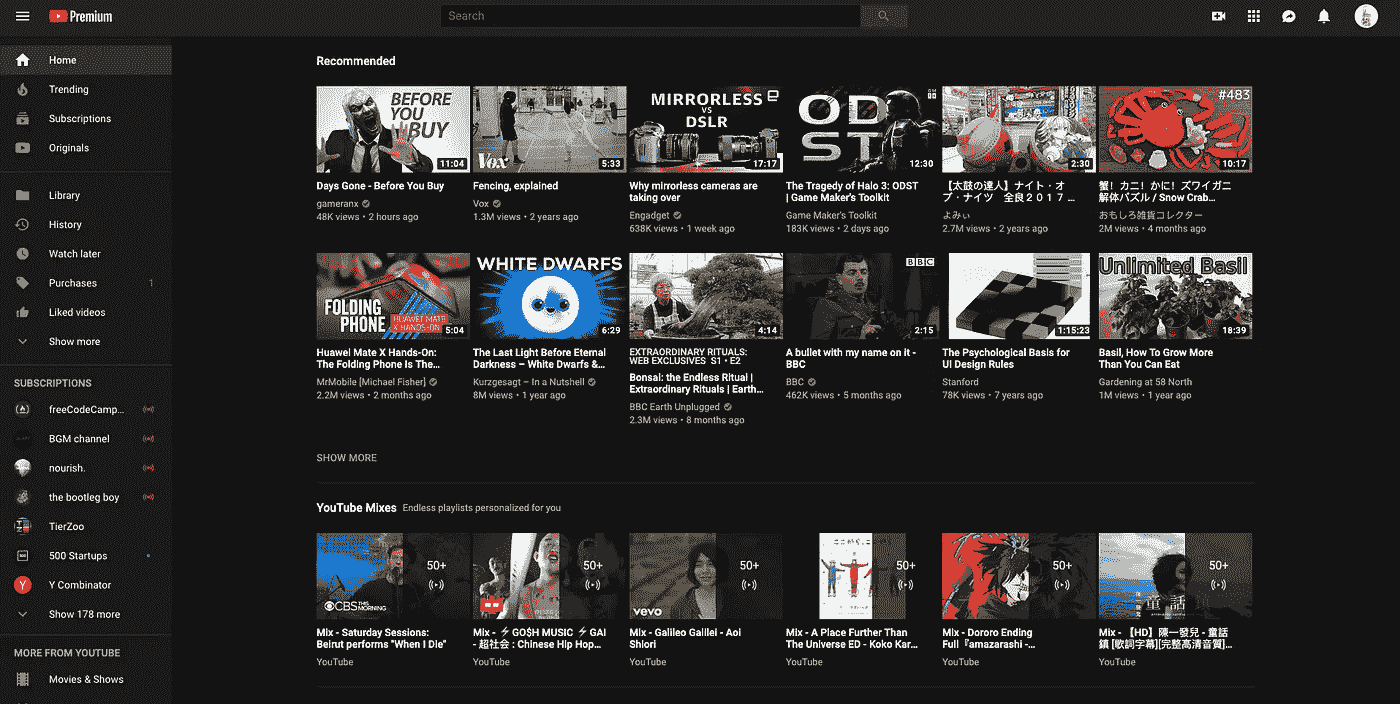 Premium
Search
Home
Trending
Subscriptions
Originals
Library
History
Watch later
Purchases 1
Liked videos
Show more
SUBSCRIPTIONS
freeCodeCamp...
BGM channel
nourish.
the bootleg boy
TierZoo
500 Startups
Y
Y Combinator
Show 178 more
MORE FROM YOUTUBE
Movies & Shows
Recommended
BEFORE
YOU
BUY
11:04
Days Gone - Before You Buy
gameranx
48K views • 2 hours ago
Vox
5:33
Fencing, explained
Vox
1.3M views • 2 years ago
MIRRORLESS
VS
DSLR
17:17
Why mirrorless cameras are
taking over
Engadget
638K views • 1 week ago
OD
ST
12:30
The Tragedy of Halo 3: ODST
| Game Maker's Toolkit
Game Maker's Toolkit
183K views • 2 days ago
2:30
【太鼓の達人】ナイト・オ
ブ・ナイツ 全良２０１７...
よみぃ
2.7M views • 2 years ago
#483
10:17
蟹！カニ！かに！ズワイガニ
解体パズル / Snow Crab...
おもしろ雑貨コレクター
2M views • 4 months ago
FOLDING
PHONE
HUAWEI MATE
X HANDS-ON
5:04
Huawei Mate X Hands-On:
The Folding Phone Is The...
MrMobile [Michael Fisher]
2.2M views • 2 months ago
WHITE DWARFS
6:29
The Last Light Before Eternal
Darkness – White Dwarfs &...
Kurzgesagt – In a Nutshell
8M views • 1 year ago
4:14
EXTRAORDINARY RITUALS:
WEB EXCLUSIVES S1 • E2
Bonsai: the Endless Ritual |
Extraordinary Rituals | Earth...
BBC Earth Unplugged
2.3M views • 8 months ago
BBC
2:15
A bullet with my name on it -
BBC
BBC
462K views • 5 months ago
1:15:23
The Psychological Basis for
UI Design Rules
Stanford
78K views • 7 years ago
Unlimited Basil
18:39
Basil, How To Grow More
Than You Can Eat
Gardening at 58 North
1M views • 1 year ago
SHOW MORE
YouTube Mixes Endless playlists personalized for you
CBS THIS MORNING
50+
Mix - Saturday Sessions:
Beirut performs "When I Die"
YouTube
50+
Mix - ⚡GO$H MUSIC ⚡GAI
- 超社会 : Chinese Hip Hop...
YouTube
vevo
50+
Mix - Galileo Galilei - Aoi
Shiori
YouTube
50+
Mix - A Place Further Than
The Universe ED - Koko Kar...
YouTube
50+
Mix - Dororo Ending
Full『amazarashi -...
YouTube
童話
50+
Mix - 【HD】陳一發兒 - 童話
鎮 [歌詞字幕][完整高清音質]...
YouTube